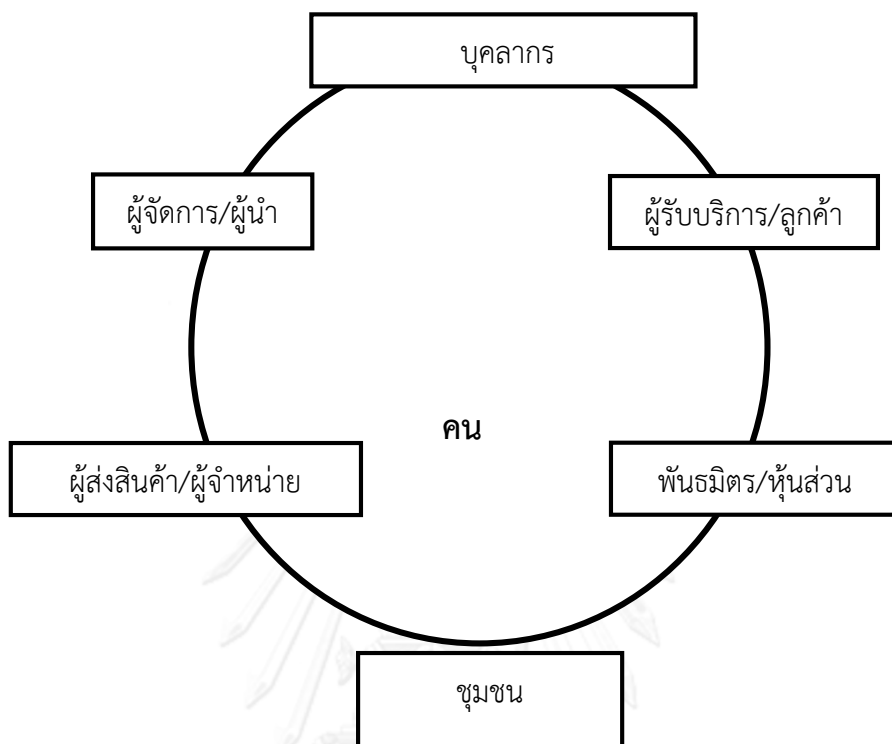 บุคลากร
ผู้จัดการ/ผู้นำ
ผู้รับบริการ/ลูกค้า
คน
ผู้ส่งสินค้า/ผู้จำหน่าย
พันธมิตร/หุ้นส่วน
ชุมชน